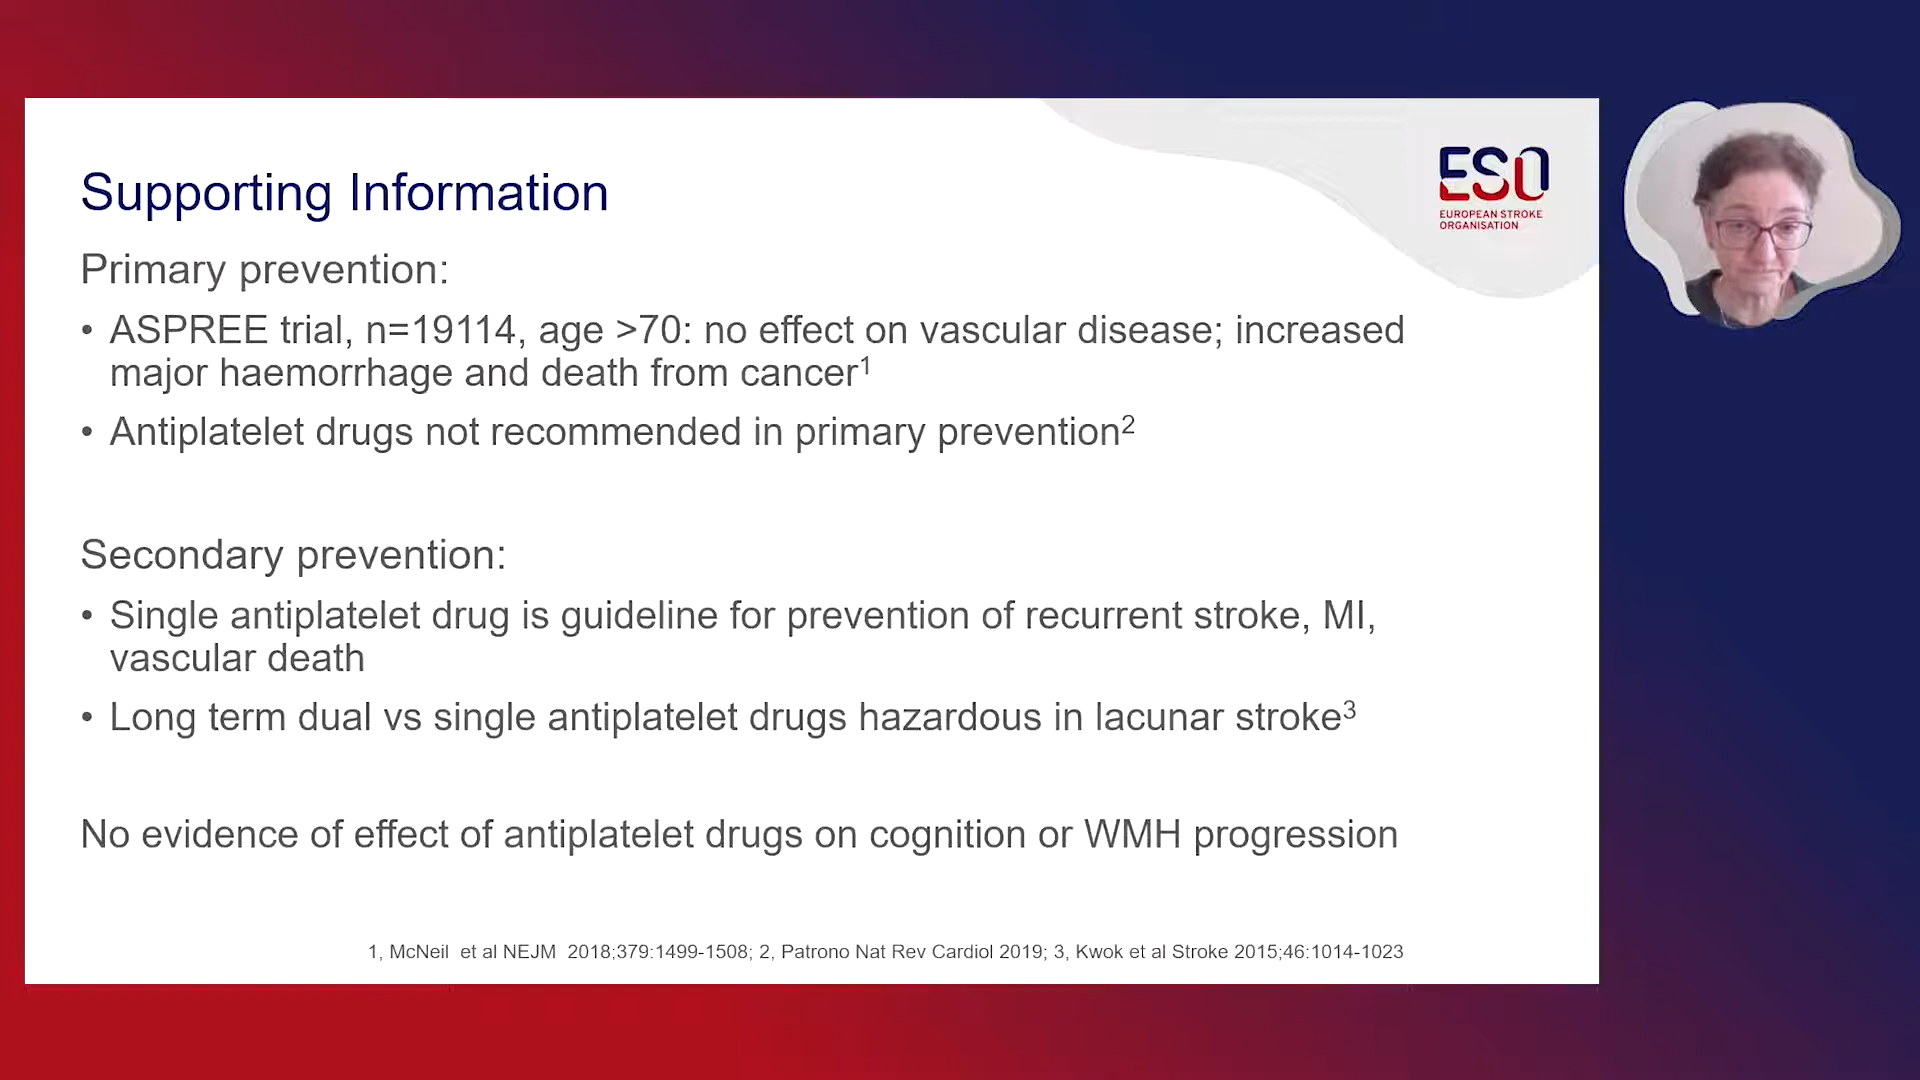 Supporting Information
ESO
EUROPEAN STROKE
ORGANISATION
Primary prevention:
• ASPREE trial, n=19114, age >70: no effect on vascular disease; increased
major haemorrhage and death from cancer¹
• Antiplatelet drugs not recommended in primary prevention²
Secondary prevention:
• Single antiplatelet drug is guideline for prevention of recurrent stroke, MI,
vascular death
• Long term dual vs single antiplatelet drugs hazardous in lacunar stroke³
No evidence of effect of antiplatelet drugs on cognition or WMH progression
1, McNeil et al NEJM 2018;379:1499-1508; 2, Patrono Nat Rev Cardiol 2019; 3, Kwok et al Stroke 2015;46:1014-1023